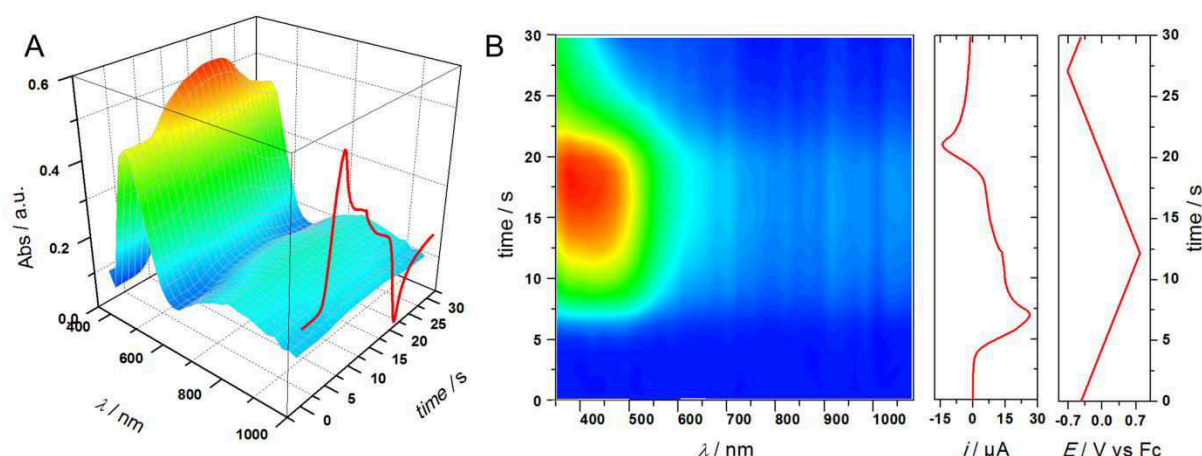 A
0.6
0.4
0.2
0.0
Abs / a.u.
400
600
800
1000
λ / nm
0
5
10
15
20
25
30
time / s
B
30
25
20
15
10
5
0
time / s
400 500 600 700 800 900 1000
λ / nm
-15 0 15 30
i / µA
-0.7 0.0 0.7
E / V vs Fc
30
25
20
15
10
5
0
time / s